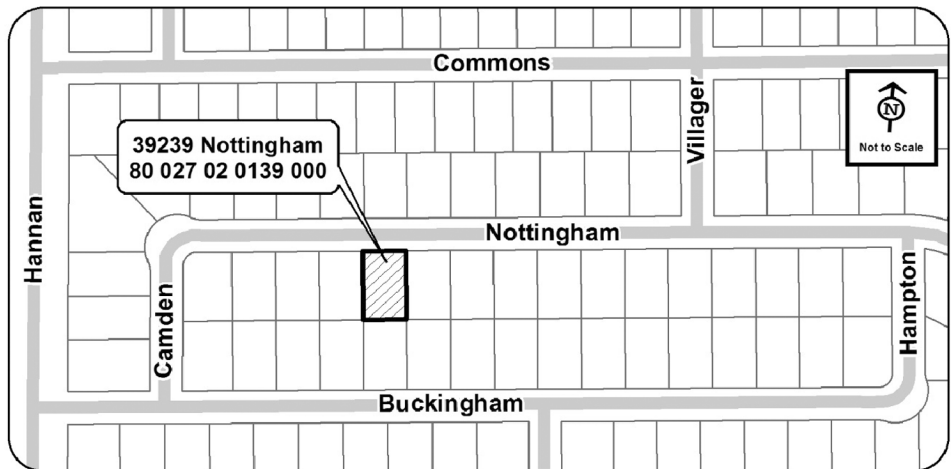 Commons
Villager
N
Not to Scale
39239 Nottingham
80 027 02 0139 000
Hannan
Nottingham
Camden
Hampton
Buckingham